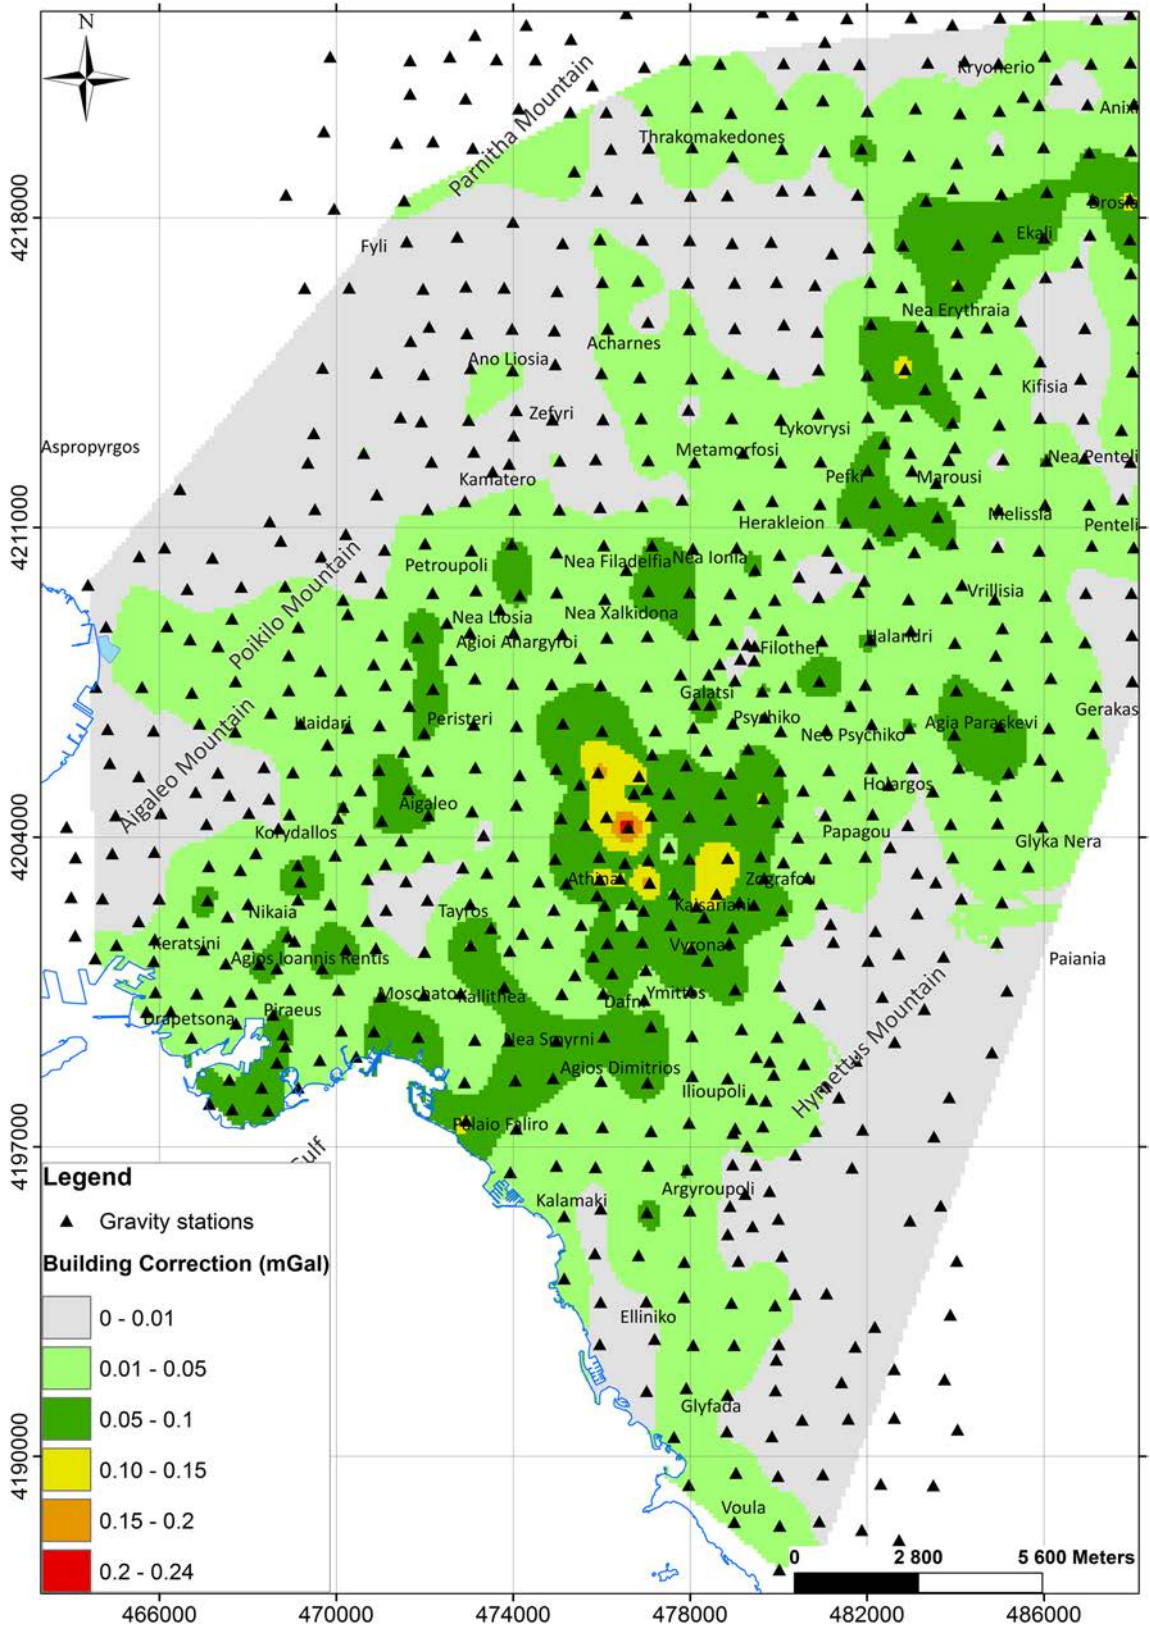 N
Kryonerio
Anixi
Parnitha Mountain
Thrakomakedones
Drosia
Ekali
Fyli
Nea Erythraia
Acharnes
Ano Liosia
Kifisia
Zefyri
Lykovrysi
Aspropyrgos
Metamorfosi
Nea Penteli
Kamatero
Pefki
Marousi
Melissia
Herakleion
Penteli
Petroupoli
Nea Filadelfia
Nea Ionia
Vrillisia
Poikilo Mountain
Nea Liosia
Nea Xalkidona
Agioi Anargyroi
Filothei
Halandri
Galatsi
Gerakas
Haidari
Peristeri
Psychiko
Neo Psychiko
Agia Paraskevi
Aigaleo Mountain
Holargos
Aigaleo
Korydallos
Papagou
Glyka Nera
Athina
Zografou
Nikaia
Tavros
Kaisariani
Keratsini
Vyrona
Agios Ioannis Rentis
Paiania
Moschato
Kallithea
Dafni
Ymittos
Drapetsona
Piraeus
Nea Smyrni
Hymettus Mountain
Agios Dimitrios
Ilioupoli
Palaio Faliro
Gulf
Argyroupoli
Kalamaki
Elliniko
Glyfada
Voula
Legend
Gravity stations
Building Correction (mGal)
0 - 0.01
0.01 - 0.05
0.05 - 0.1
0.10 - 0.15
0.15 - 0.2
0.2 - 0.24
0 2 800 5 600 Meters
4218000
4211000
4204000
4197000
4190000
466000 470000 474000 478000 482000 486000